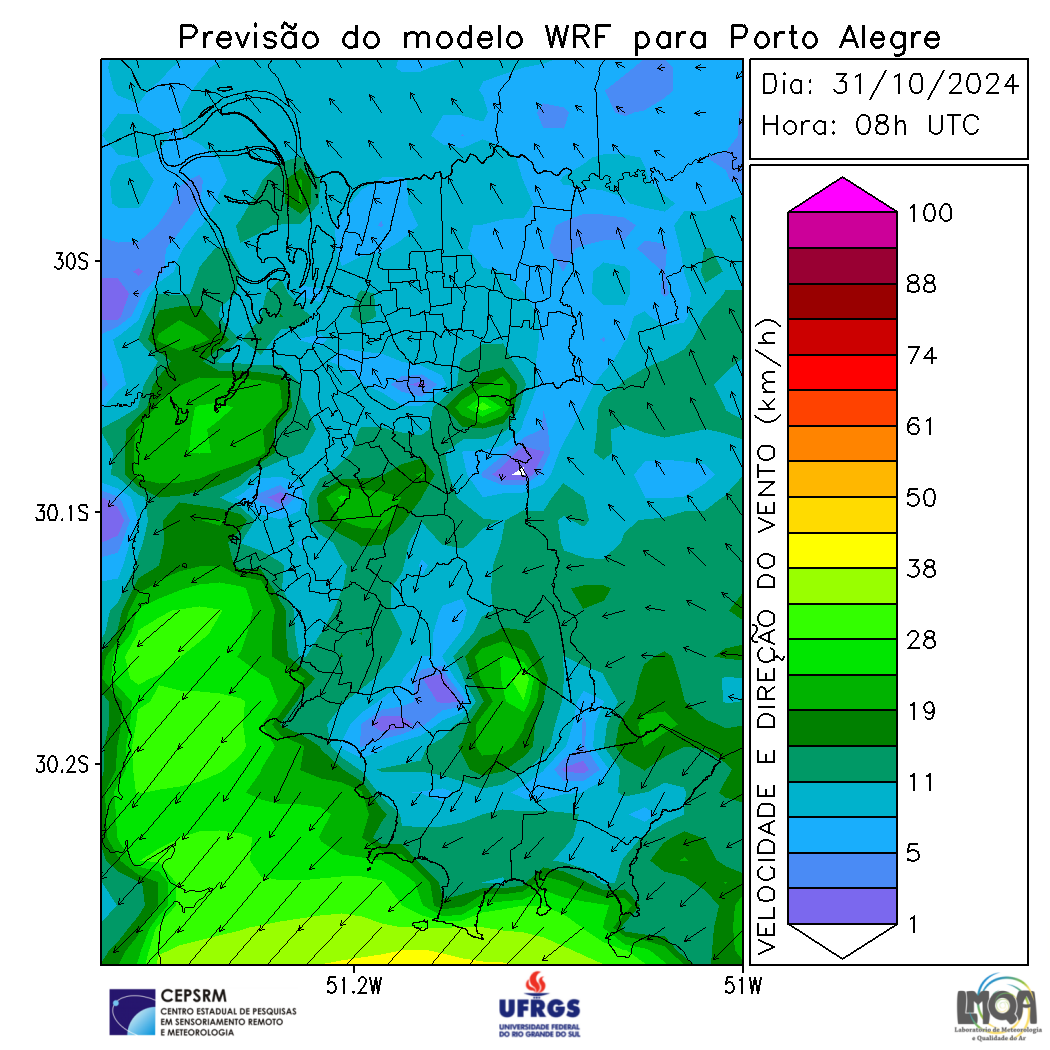 Previsão do modelo WRF para Porto Alegre
Dia: 31/10/2024
Hora: 08h UTC
30S
30.1S
30.2S
51.2W
51W
VELOCIDADE E DIREÇÃO DO VENTO (km/h)
100
88
74
61
50
38
28
19
11
5
1
CEPSRM
CENTRO ESTADUAL DE PESQUISAS
EM SENSORIAMENTO REMOTO
E METEOROLOGIA
UFRGS
UNIVERSIDADE FEDERAL
DO RIO GRANDE DO SUL
LMQA
Laboratório de Meteorologia
e Qualidade do Ar